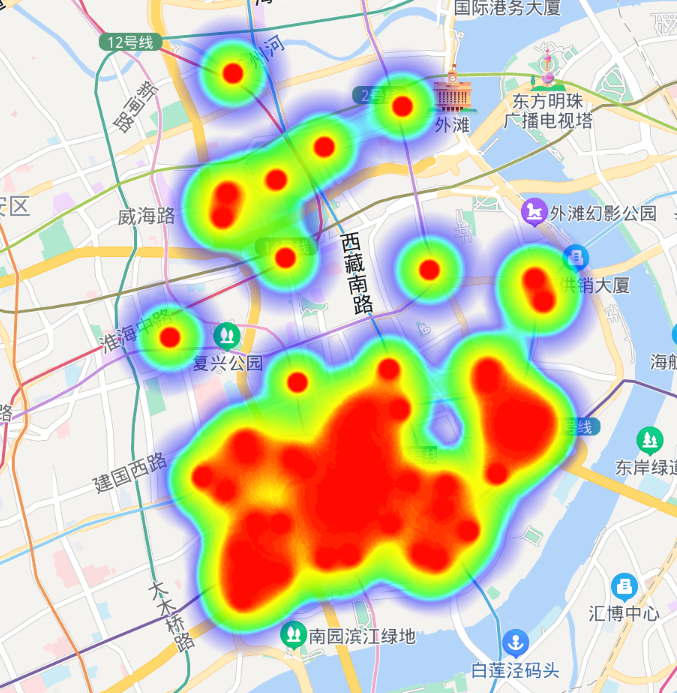 国际港务大厦
12号线
州河
新闸路
2号线
外滩
东方明珠
广播电视塔
安区
威海路
外滩幻影公园
西藏南路
供销大厦
淮海中路
复兴公园
海航
路
号线
建国西路
东岸绿道
大木桥路
汇博中心
南园滨江绿地
白莲泾码头